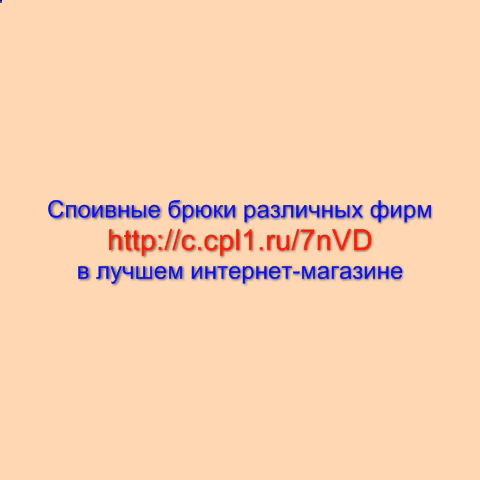 Споивные брюки различных фирм
http://c.cpl1.ru/7nVD
в лучшем интернет-магазине